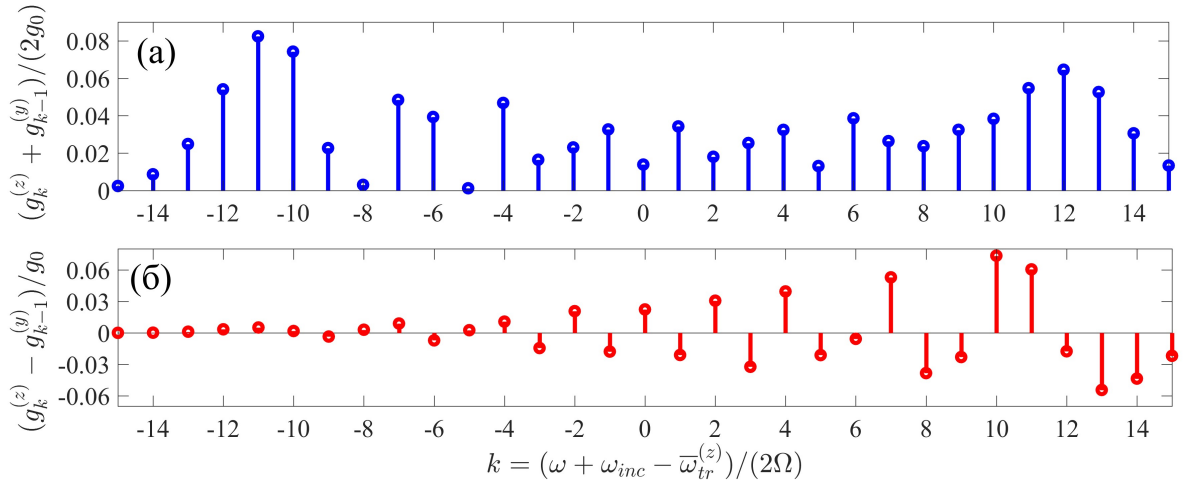 (а)
(g_k^{(z)} + g_{k-1}^{(y)})/(2g_0)
0.08
0.06
0.04
0.02
0
-14 -12 -10 -8 -6 -4 -2 0 2 4 6 8 10 12 14
(б)
(g_k^{(z)} − g_{k-1}^{(y)})/g_0
0.06
0.03
0
-0.03
-0.06
-14 -12 -10 -8 -6 -4 -2 0 2 4 6 8 10 12 14
k = (ω + ω_{inc} − \overline{ω}_{tr}^{(z)})/(2Ω)